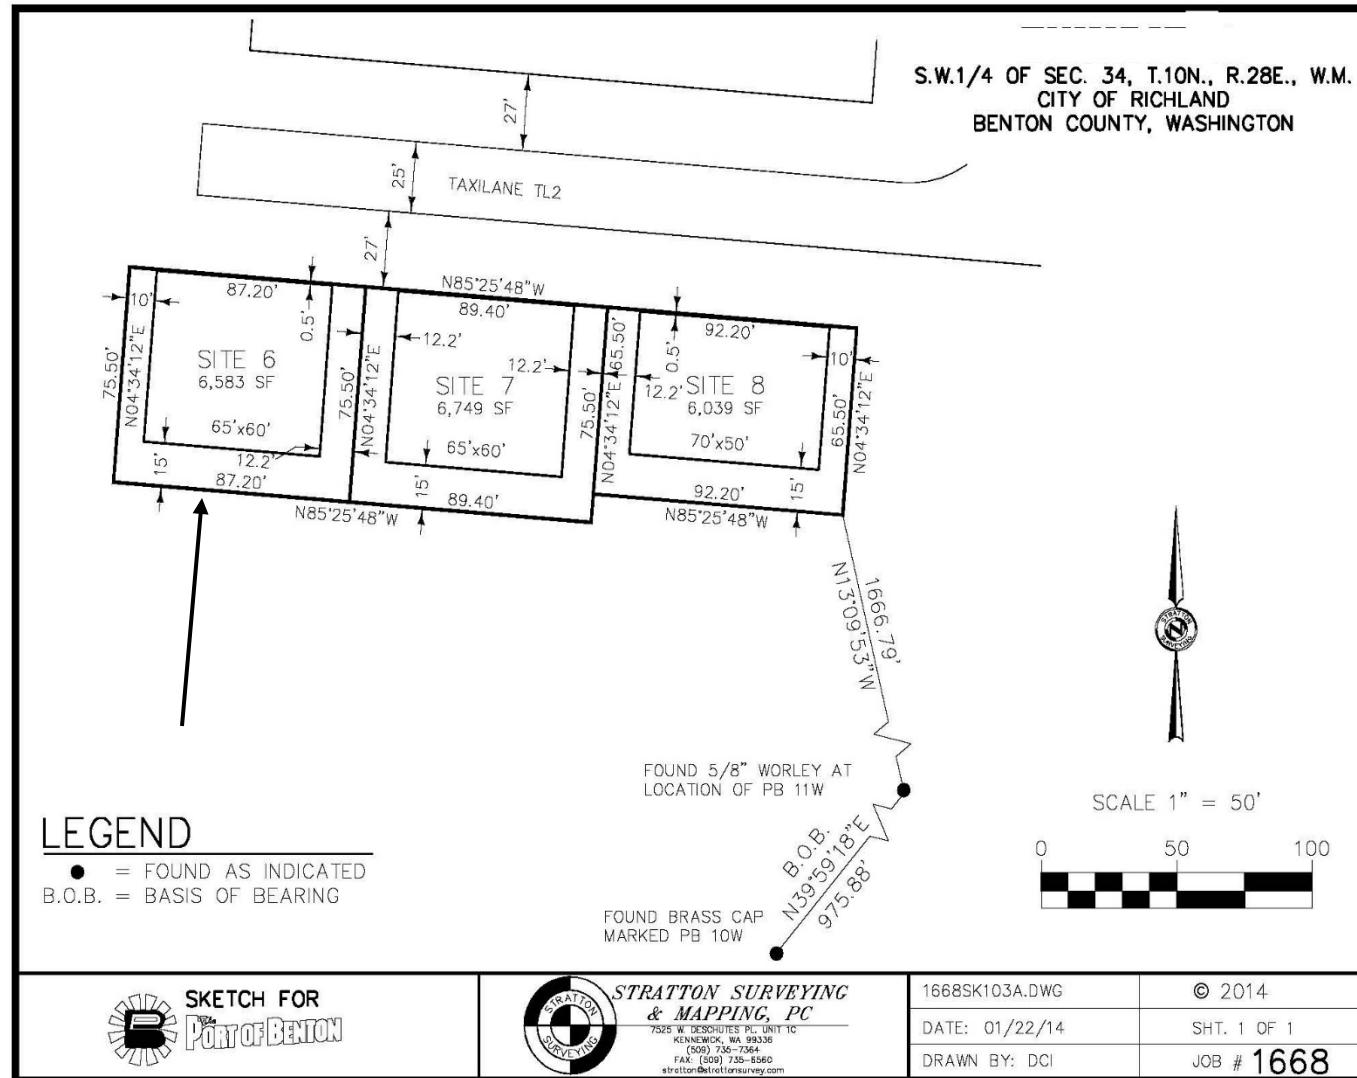 S.W.1/4 OF SEC. 34, T.10N., R.28E., W.M.
CITY OF RICHLAND
BENTON COUNTY, WASHINGTON
27'
25'
TAXILANE TL2
27'
N85°25'48"W
87.20'
89.40'
92.20'
10'
0.5'
12.2'
12.2'
65.50'
0.5'
10'
75.50'
N04°34'12"E
SITE 6
6,583 SF
65'x60'
12.2'
15'
87.20'
75.50'
N04°34'12"E
SITE 7
6,749 SF
65'x60'
15'
89.40'
75.50'
N04°34'12"E
12.2'
SITE 8
6,039 SF
70'x50'
15'
92.20'
65.50'
N04°34'12"E
N85°25'48"W
N85°25'48"W
1666.79'
N13°09'53"W
FOUND 5/8" WORLEY AT
LOCATION OF PB 11W
B.O.B.
N39°59'18"E
975.88'
FOUND BRASS CAP
MARKED PB 10W
STRATTON
N
SURVEYING
SCALE 1" = 50'
0 50 100
LEGEND
● = FOUND AS INDICATED
B.O.B. = BASIS OF BEARING
SKETCH FOR
The
PORT OF BENTON
B
STRATTON
SURVEYING
STRATTON SURVEYING
& MAPPING, PC
7525 W. DESCHUTES PL. UNIT 1C
KENNEWICK, WA 99336
(509) 735-7364
FAX: (509) 735-6560
stratton@strattonsurvey.com
1668SK103A.DWG
© 2014
DATE: 01/22/14
SHT. 1 OF 1
DRAWN BY: DCI
JOB # 1668